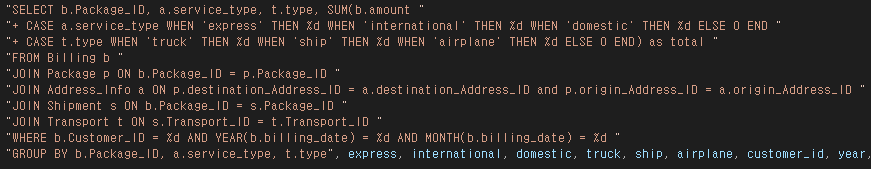 "SELECT b.Package_ID, a.service_type, t.type, SUM(b.amount "
"+ CASE a.service_type WHEN 'express' THEN %d WHEN 'international' THEN %d WHEN 'domestic' THEN %d ELSE 0 END "
"+ CASE t.type WHEN 'truck' THEN %d WHEN 'ship' THEN %d WHEN 'airplane' THEN %d ELSE 0 END) as total "
"FROM Billing b "
"JOIN Package p ON b.Package_ID = p.Package_ID "
"JOIN Address_Info a ON p.destination_Address_ID = a.destination_Address_ID and p.origin_Address_ID = a.origin_Address_ID "
"JOIN Shipment s ON b.Package_ID = s.Package_ID "
"JOIN Transport t ON s.Transport_ID = t.Transport_ID "
"WHERE b.Customer_ID = %d AND YEAR(b.billing_date) = %d AND MONTH(b.billing_date) = %d "
"GROUP BY b.Package_ID, a.service_type, t.type", express, international, domestic, truck, ship, airplane, customer_id, year,